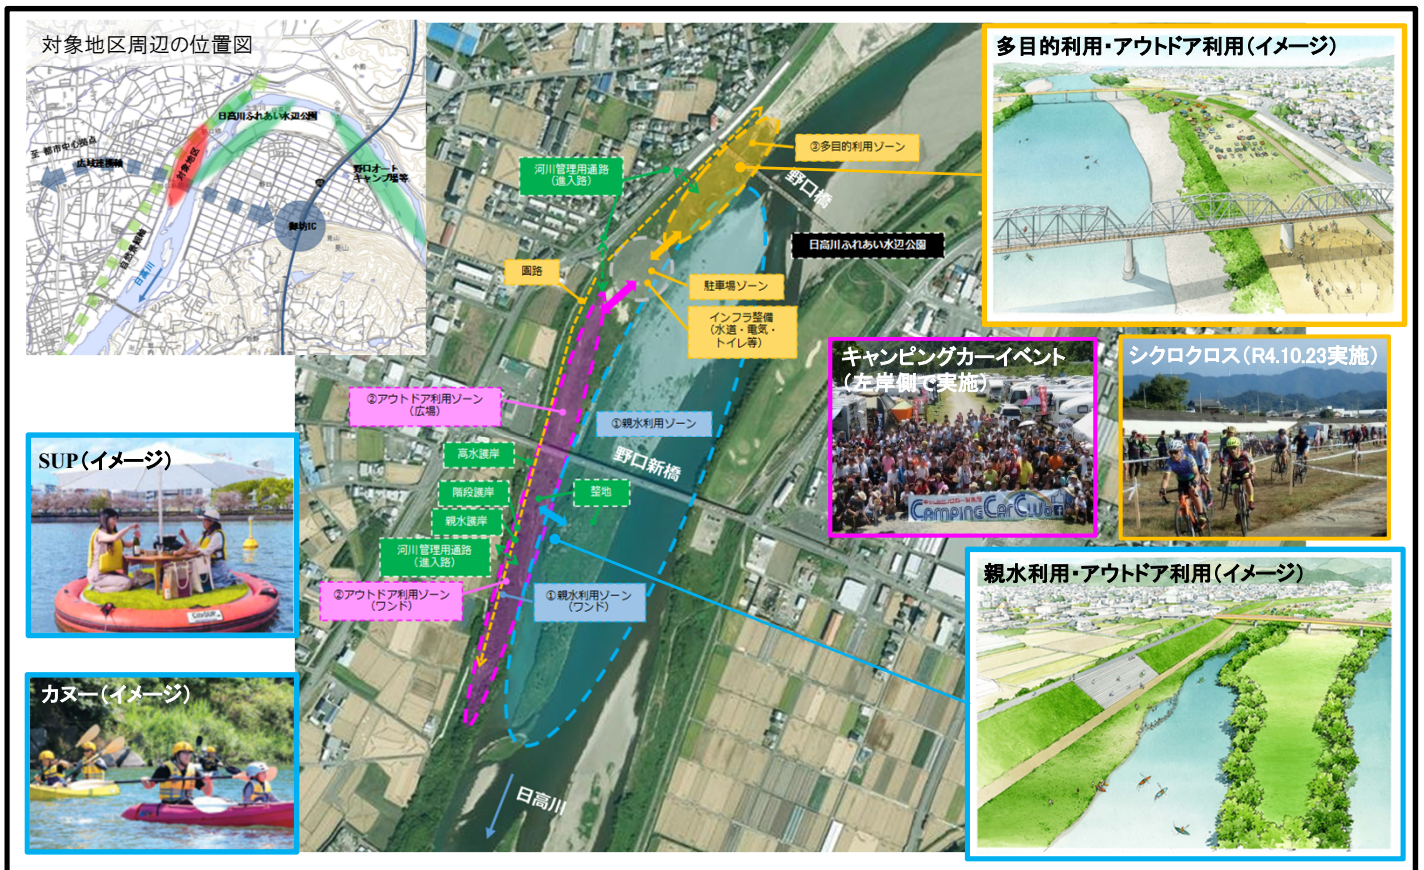 対象地区周辺の位置図
日高川ふれあい水辺公園
至 都市中心拠点
広域連携軸
対象地区
野口オート
キャンプ場等
御坊IC
自然景観軸
日高川
多目的利用・アウトドア利用(イメージ)
③多目的利用ゾーン
河川管理用通路
(進入路)
野口橋
日高川ふれあい水辺公園
園路
駐車場ゾーン
インフラ整備
(水道・電気・
トイレ等)
キャンピングカーイベント
(左岸側で実施)
CAMPING CAR CLUB
シクロクロス(R4.10.23実施)
②アウトドア利用ゾーン
(広場)
①親水利用ゾーン
高水護岸
野口新橋
階段護岸
整地
親水護岸
河川管理用通路
(進入路)
②アウトドア利用ゾーン
(ワンド)
①親水利用ゾーン
(ワンド)
日高川
SUP(イメージ)
カヌー(イメージ)
親水利用・アウトドア利用(イメージ)